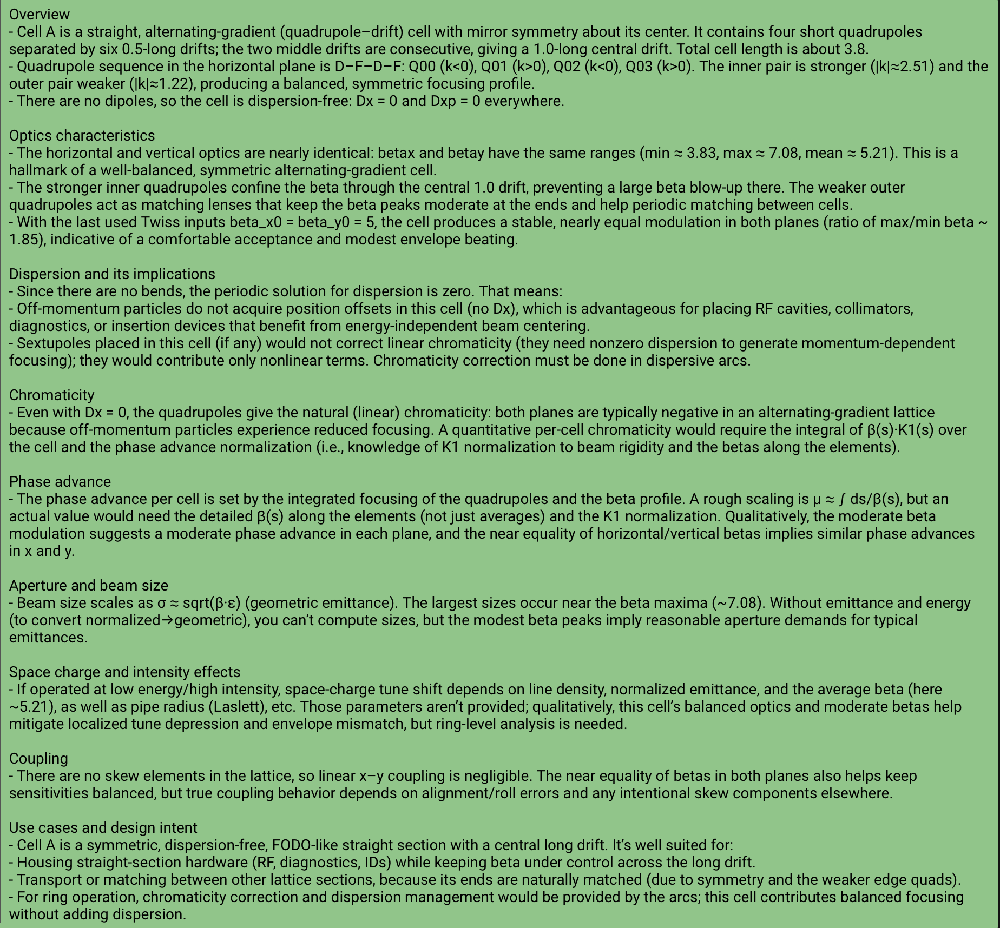 Overview
- Cell A is a straight, alternating-gradient (quadrupole–drift) cell with mirror symmetry about its center. It contains four short quadrupoles
separated by six 0.5-long drifts; the two middle drifts are consecutive, giving a 1.0-long central drift. Total cell length is about 3.8.
- Quadrupole sequence in the horizontal plane is D–F–D–F: Q00 (k<0), Q01 (k>0), Q02 (k<0), Q03 (k>0). The inner pair is stronger (|k|≈2.51) and the
outer pair weaker (|k|≈1.22), producing a balanced, symmetric focusing profile.
- There are no dipoles, so the cell is dispersion-free: Dx = 0 and Dxp = 0 everywhere.

Optics characteristics
- The horizontal and vertical optics are nearly identical: betax and betay have the same ranges (min ≈ 3.83, max ≈ 7.08, mean ≈ 5.21). This is a
hallmark of a well-balanced, symmetric alternating-gradient cell.
- The stronger inner quadrupoles confine the beta through the central 1.0 drift, preventing a large beta blow-up there. The weaker outer
quadrupoles act as matching lenses that keep the beta peaks moderate at the ends and help periodic matching between cells.
- With the last used Twiss inputs beta_x0 = beta_y0 = 5, the cell produces a stable, nearly equal modulation in both planes (ratio of max/min beta ~
1.85), indicative of a comfortable acceptance and modest envelope beating.

Dispersion and its implications
- Since there are no bends, the periodic solution for dispersion is zero. That means:
- Off-momentum particles do not acquire position offsets in this cell (no Dx), which is advantageous for placing RF cavities, collimators,
diagnostics, or insertion devices that benefit from energy-independent beam centering.
- Sextupoles placed in this cell (if any) would not correct linear chromaticity (they need nonzero dispersion to generate momentum-dependent
focusing); they would contribute only nonlinear terms. Chromaticity correction must be done in dispersive arcs.

Chromaticity
- Even with Dx = 0, the quadrupoles give the natural (linear) chromaticity: both planes are typically negative in an alternating-gradient lattice
because off-momentum particles experience reduced focusing. A quantitative per-cell chromaticity would require the integral of β(s)·K1(s) over
the cell and the phase advance normalization (i.e., knowledge of K1 normalization to beam rigidity and the betas along the elements).

Phase advance
- The phase advance per cell is set by the integrated focusing of the quadrupoles and the beta profile. A rough scaling is μ ≈ ∫ ds/β(s), but an
actual value would need the detailed β(s) along the elements (not just averages) and the K1 normalization. Qualitatively, the moderate beta
modulation suggests a moderate phase advance in each plane, and the near equality of horizontal/vertical betas implies similar phase advances
in x and y.

Aperture and beam size
- Beam size scales as σ ≈ sqrt(β·ε) (geometric emittance). The largest sizes occur near the beta maxima (~7.08). Without emittance and energy
(to convert normalized→geometric), you can’t compute sizes, but the modest beta peaks imply reasonable aperture demands for typical
emittances.

Space charge and intensity effects
- If operated at low energy/high intensity, space-charge tune shift depends on line density, normalized emittance, and the average beta (here
~5.21), as well as pipe radius (Laslett), etc. Those parameters aren’t provided; qualitatively, this cell’s balanced optics and moderate betas help
mitigate localized tune depression and envelope mismatch, but ring-level analysis is needed.

Coupling
- There are no skew elements in the lattice, so linear x–y coupling is negligible. The near equality of betas in both planes also helps keep
sensitivities balanced, but true coupling behavior depends on alignment/roll errors and any intentional skew components elsewhere.

Use cases and design intent
- Cell A is a symmetric, dispersion-free, FODO-like straight section with a central long drift. It’s well suited for:
- Housing straight-section hardware (RF, diagnostics, IDs) while keeping beta under control across the long drift.
- Transport or matching between other lattice sections, because its ends are naturally matched (due to symmetry and the weaker edge quads).
- For ring operation, chromaticity correction and dispersion management would be provided by the arcs; this cell contributes balanced focusing
without adding dispersion.